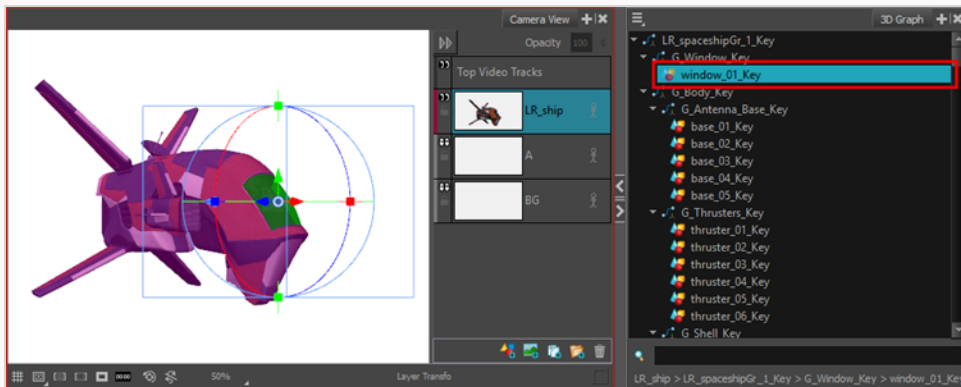 Camera View
Opacity 100
Top Video Tracks
LR_ship
A
BG
50%
Layer Transfo
3D Graph
LR_spaceshipGr_1_Key
G_Window_Key
window_01_Key
G_Body_Key
G_Antenna_Base_Key
base_01_Key
base_02_Key
base_03_Key
base_04_Key
base_05_Key
G_Thrusters_Key
thruster_01_Key
thruster_02_Key
thruster_03_Key
thruster_04_Key
thruster_05_Key
thruster_06_Key
G_Shell_Key
LR_ship > LR_spaceshipGr_1_Key > G_Window_Key > window_01_Key